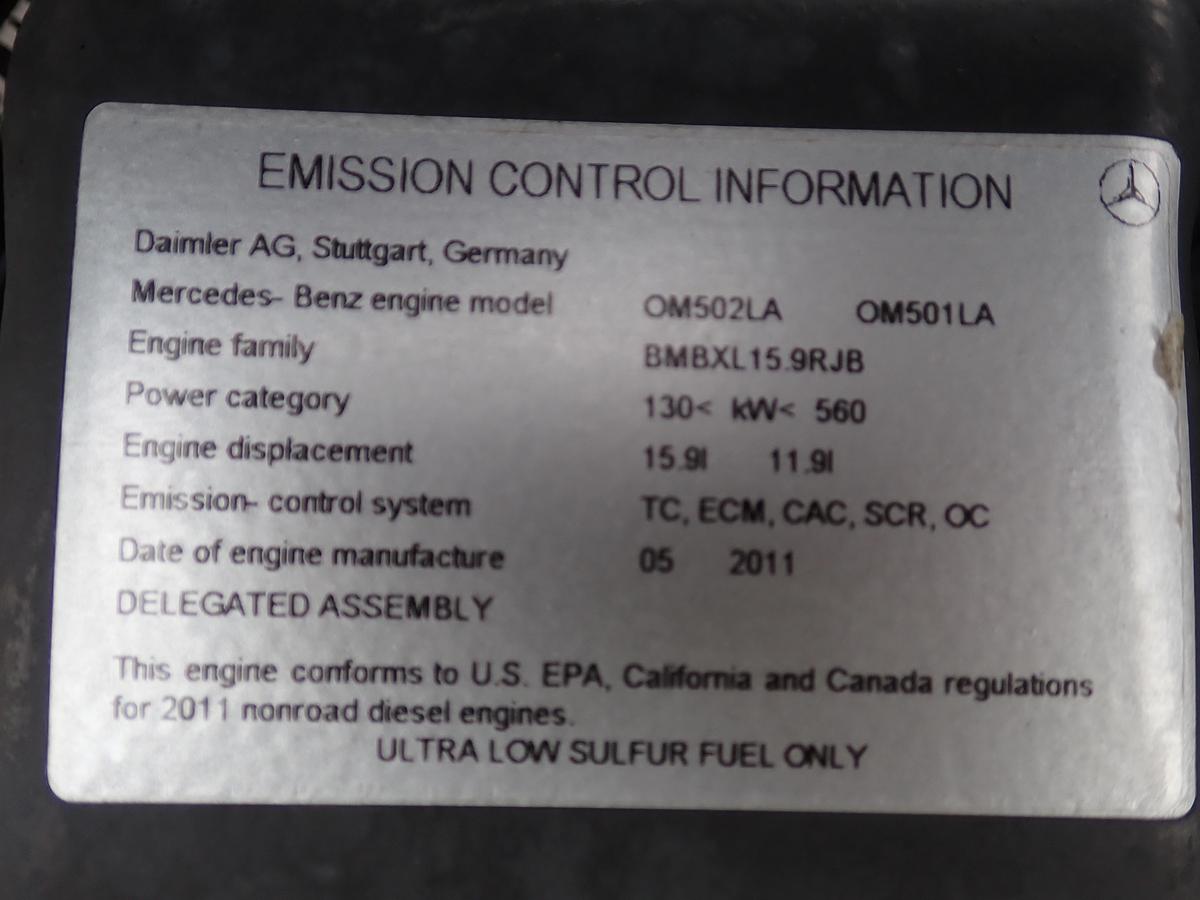 EMISSION CONTROL INFORMATION
Daimler AG, Stuttgart, Germany
Mercedes- Benz engine model OM502LA OM501LA
Engine family BMBXL15.9RJB
Power category 130< kW< 560
Engine displacement 15.9l 11.9l
Emission- control system TC, ECM, CAC, SCR, OC
Date of engine manufacture 05 2011
DELEGATED ASSEMBLY
This engine conforms to U.S. EPA, California and Canada regulations
for 2011 nonroad diesel engines.
ULTRA LOW SULFUR FUEL ONLY